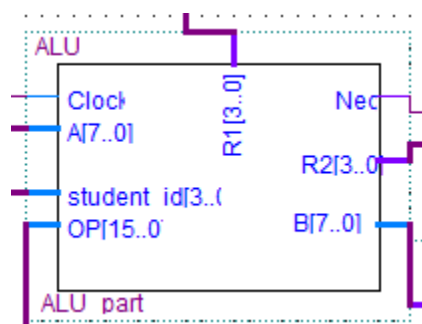 ALU
Clock
A[7..0]
R1[3..0]
Neg
R2[3..0]
student_id[3..0]
OP[15..0]
B[7..0]
ALU_part